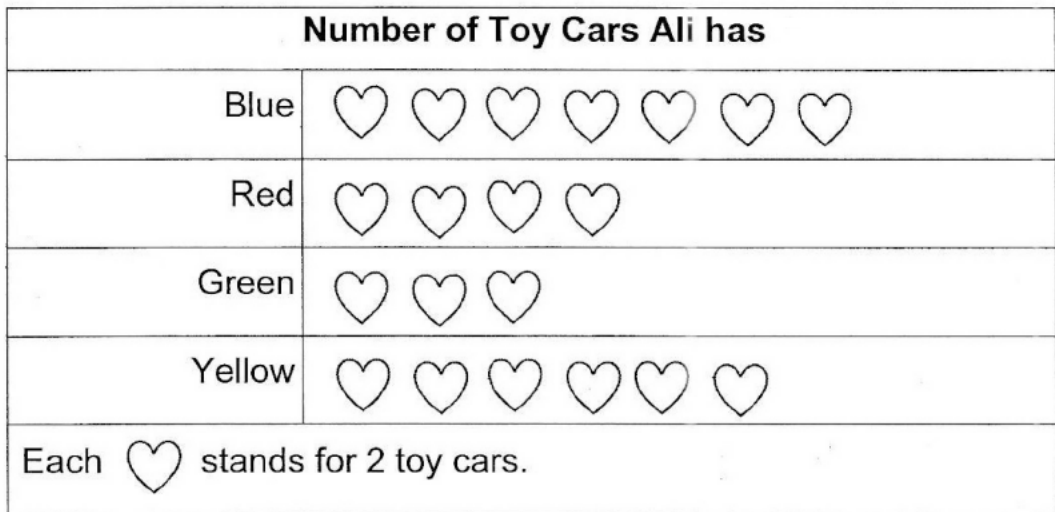 Number of Toy Cars Ali has
Blue
Red
Green
Yellow
Each stands for 2 toy cars.